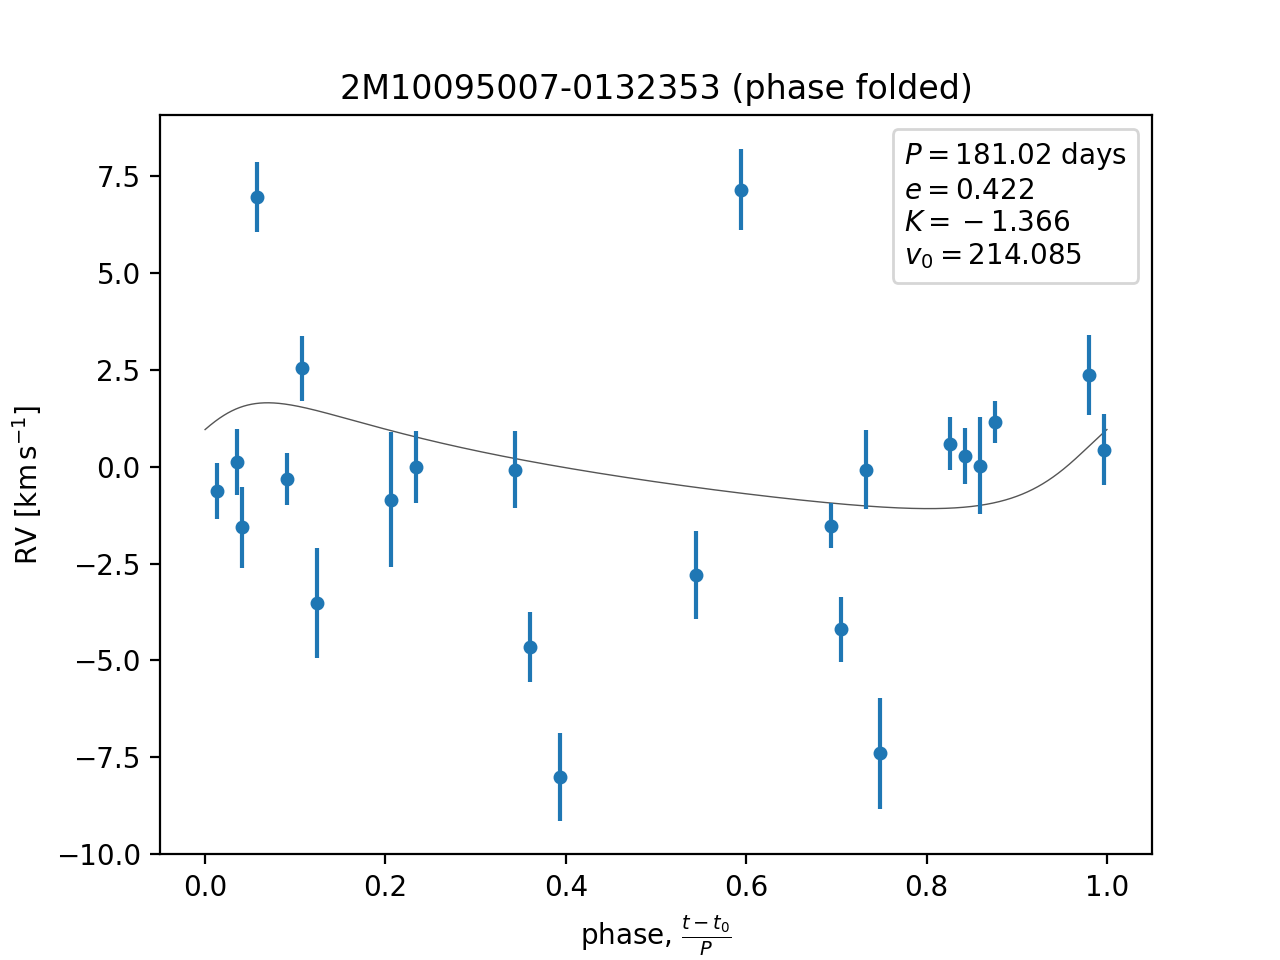 2M10095007-0132353 (phase folded)
P = 181.02 days
e = 0.422
K = −1.366
v₀ = 214.085
7.5
5.0
2.5
0.0
−2.5
−5.0
−7.5
−10.0
RV [km s⁻¹]
0.0 0.2 0.4 0.6 0.8 1.0
phase, (t − t₀)/P